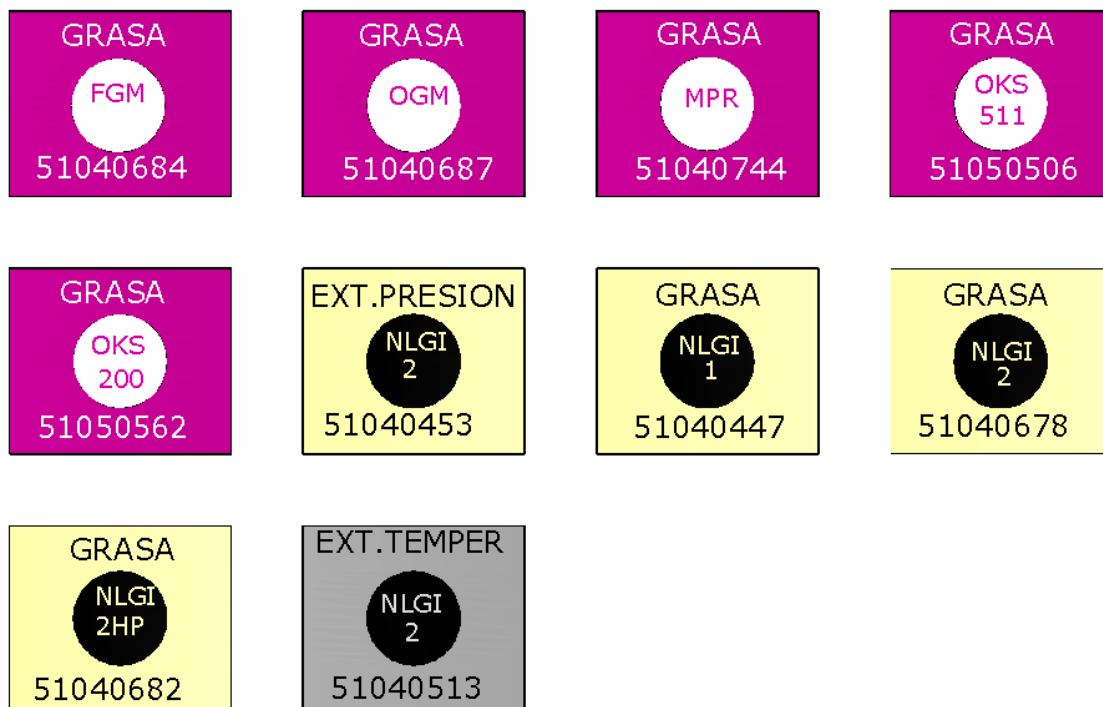 GRASA
FGM
51040684
GRASA
OGM
51040687
GRASA
MPR
51040744
GRASA
OKS
511
51050506
GRASA
OKS
200
51050562
EXT.PRESION
NLGI
2
51040453
GRASA
NLGI
1
51040447
GRASA
NLGI
2
51040678
GRASA
NLGI
2HP
51040682
EXT.TEMPER
NLGI
2
51040513